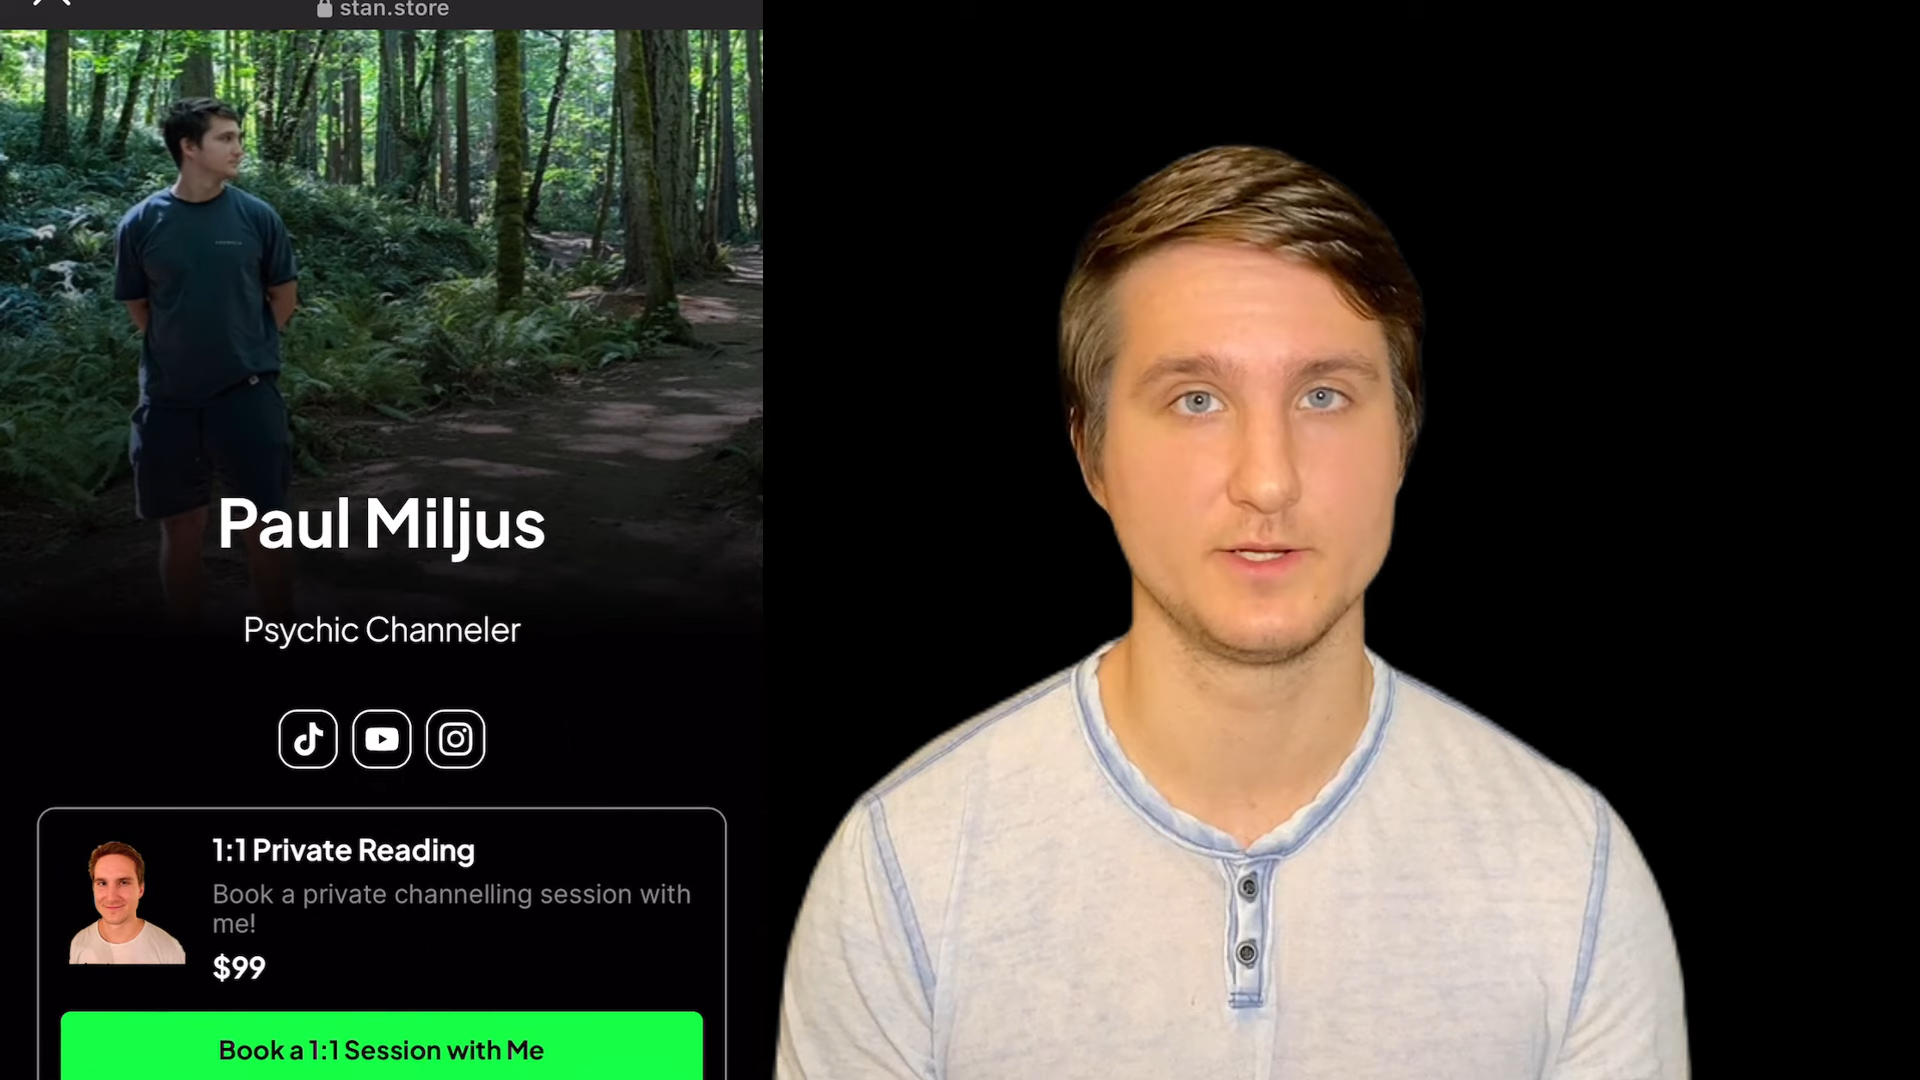 stan.store
Paul Miljus
Psychic Channeler
1:1 Private Reading
Book a private channelling session with
me!
$99
Book a 1:1 Session with Me